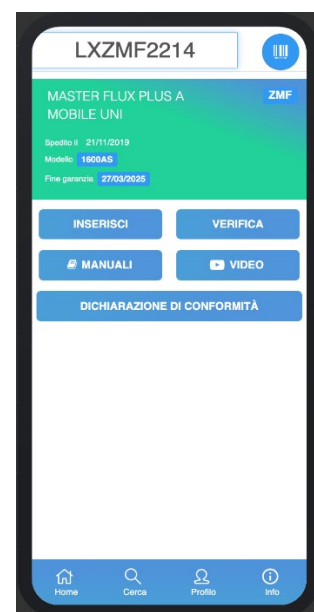 LXZMF2214
MASTER FLUX PLUS A
MOBILE UNI
ZMF
Spedito il 21/11/2019
Modello 1600AS
Fine garanzia 27/03/2025
INSERISCI
VERIFICA
MANUALI
VIDEO
DICHIARAZIONE DI CONFORMITÀ
Home
Cerca
Profilo
Info